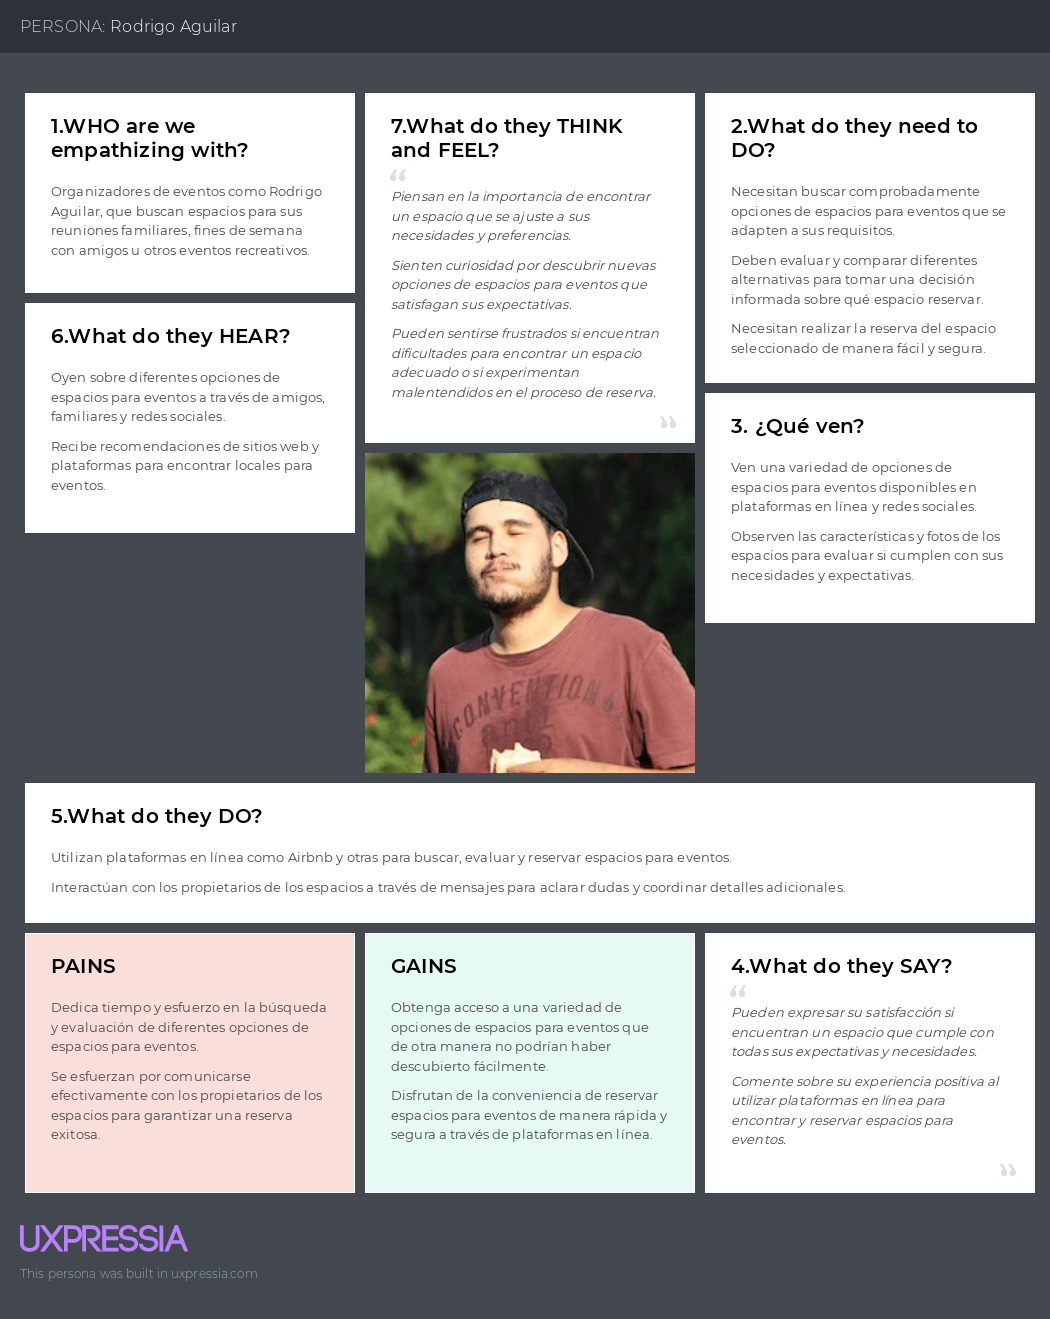 PERSONA: Rodrigo Aguilar
1.WHO are we
empathizing with?
Organizadores de eventos como Rodrigo
Aguilar, que buscan espacios para sus
reuniones familiares, fines de semana
con amigos u otros eventos recreativos.
6.What do they HEAR?
Oyen sobre diferentes opciones de
espacios para eventos a través de amigos,
familiares y redes sociales.
Recibe recomendaciones de sitios web y
plataformas para encontrar locales para
eventos.
7.What do they THINK
and FEEL?
“
Piensan en la importancia de encontrar
un espacio que se ajuste a sus
necesidades y preferencias.
Sienten curiosidad por descubrir nuevas
opciones de espacios para eventos que
satisfagan sus expectativas.
Pueden sentirse frustrados si encuentran
dificultades para encontrar un espacio
adecuado o si experimentan
malentendidos en el proceso de reserva.
”
2.What do they need to
DO?
Necesitan buscar comprobadamente
opciones de espacios para eventos que se
adapten a sus requisitos.
Deben evaluar y comparar diferentes
alternativas para tomar una decisión
informada sobre qué espacio reservar.
Necesitan realizar la reserva del espacio
seleccionado de manera fácil y segura.
3. ¿Qué ven?
Ven una variedad de opciones de
espacios para eventos disponibles en
plataformas en línea y redes sociales.
Observen las características y fotos de los
espacios para evaluar si cumplen con sus
necesidades y expectativas.
CONVENTION
5.What do they DO?
Utilizan plataformas en línea como Airbnb y otras para buscar, evaluar y reservar espacios para eventos.
Interactúan con los propietarios de los espacios a través de mensajes para aclarar dudas y coordinar detalles adicionales.
PAINS
Dedica tiempo y esfuerzo en la búsqueda
y evaluación de diferentes opciones de
espacios para eventos.
Se esfuerzan por comunicarse
efectivamente con los propietarios de los
espacios para garantizar una reserva
exitosa.
GAINS
Obtenga acceso a una variedad de
opciones de espacios para eventos que
de otra manera no podrían haber
descubierto fácilmente.
Disfrutan de la conveniencia de reservar
espacios para eventos de manera rápida y
segura a través de plataformas en línea.
4.What do they SAY?
“
Pueden expresar su satisfacción si
encuentran un espacio que cumple con
todas sus expectativas y necesidades.
Comente sobre su experiencia positiva al
utilizar plataformas en línea para
encontrar y reservar espacios para
eventos.
”
UXPRESSIA
This persona was built in uxpressia.com